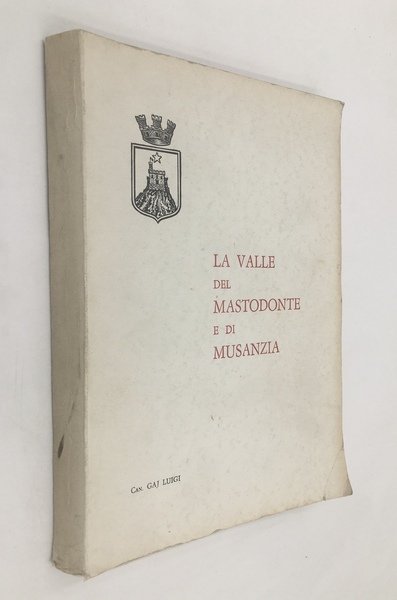 LA VALLE
DEL
MASTODONTE
E DI
MUSANZIA
Can. GAJ LUIGI